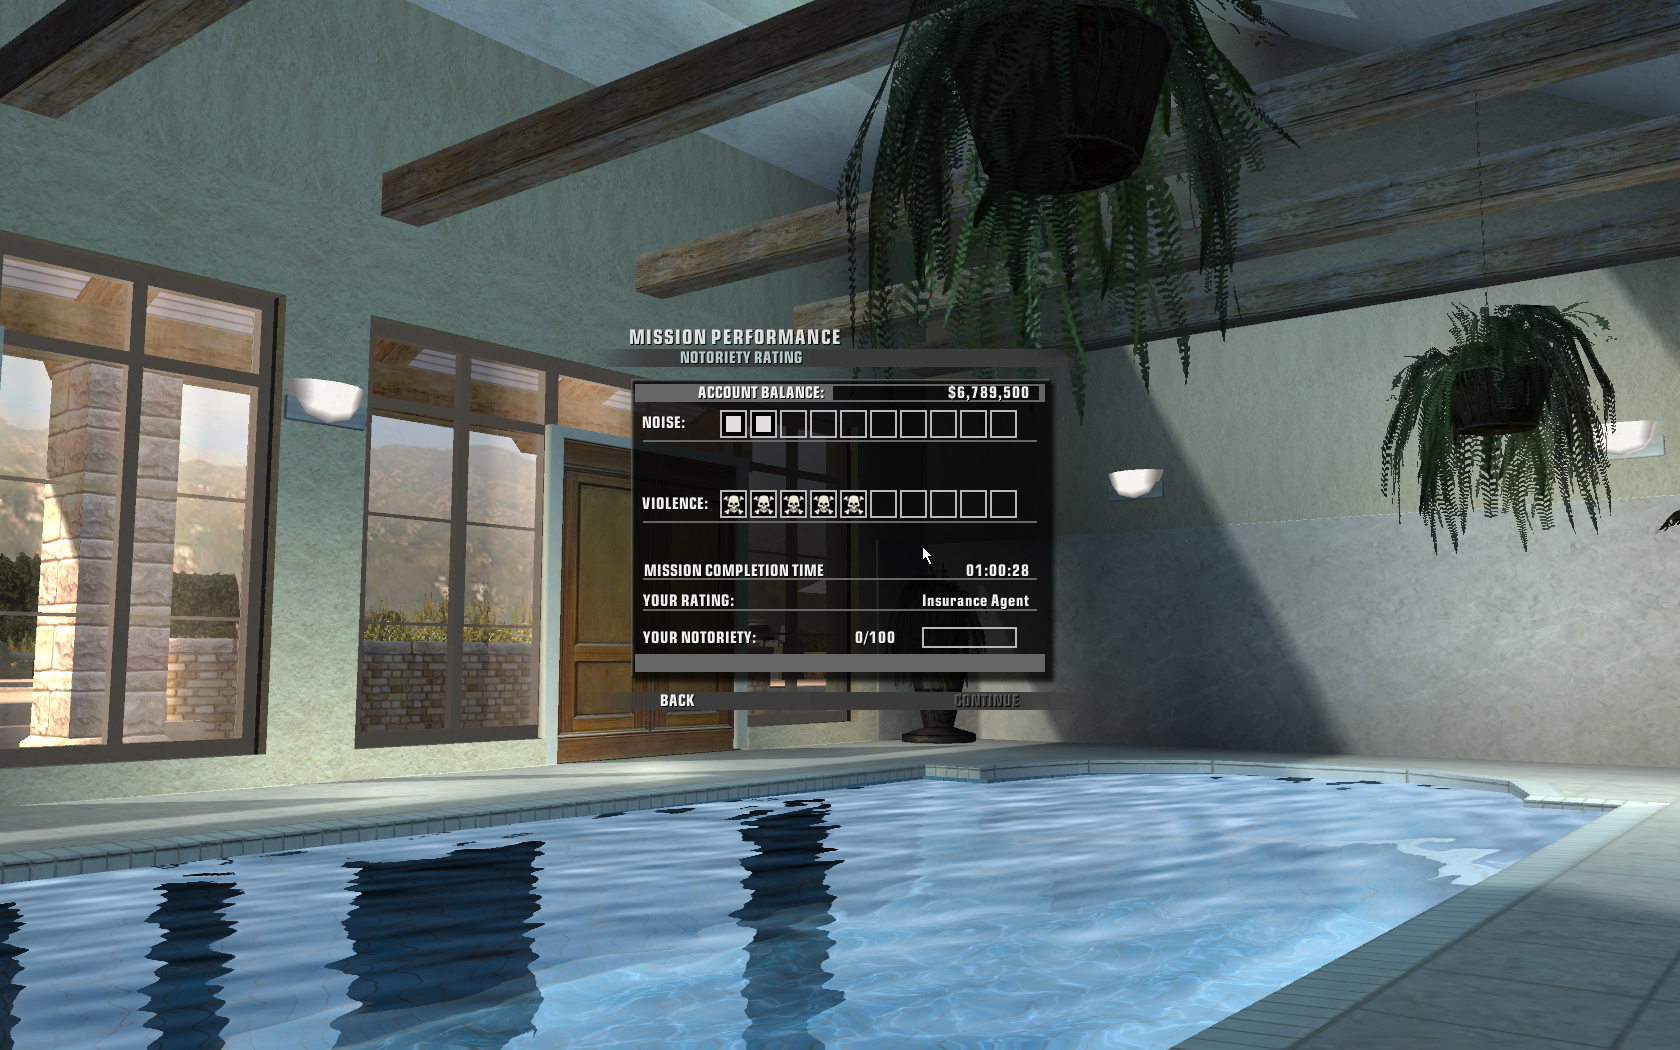 MISSION PERFORMANCE
NOTORIETY RATING
ACCOUNT BALANCE: $6,789,500
NOISE:
VIOLENCE:
MISSION COMPLETION TIME 01:00:28
YOUR RATING: Insurance Agent
YOUR NOTORIETY: 0/100
BACK CONTINUE